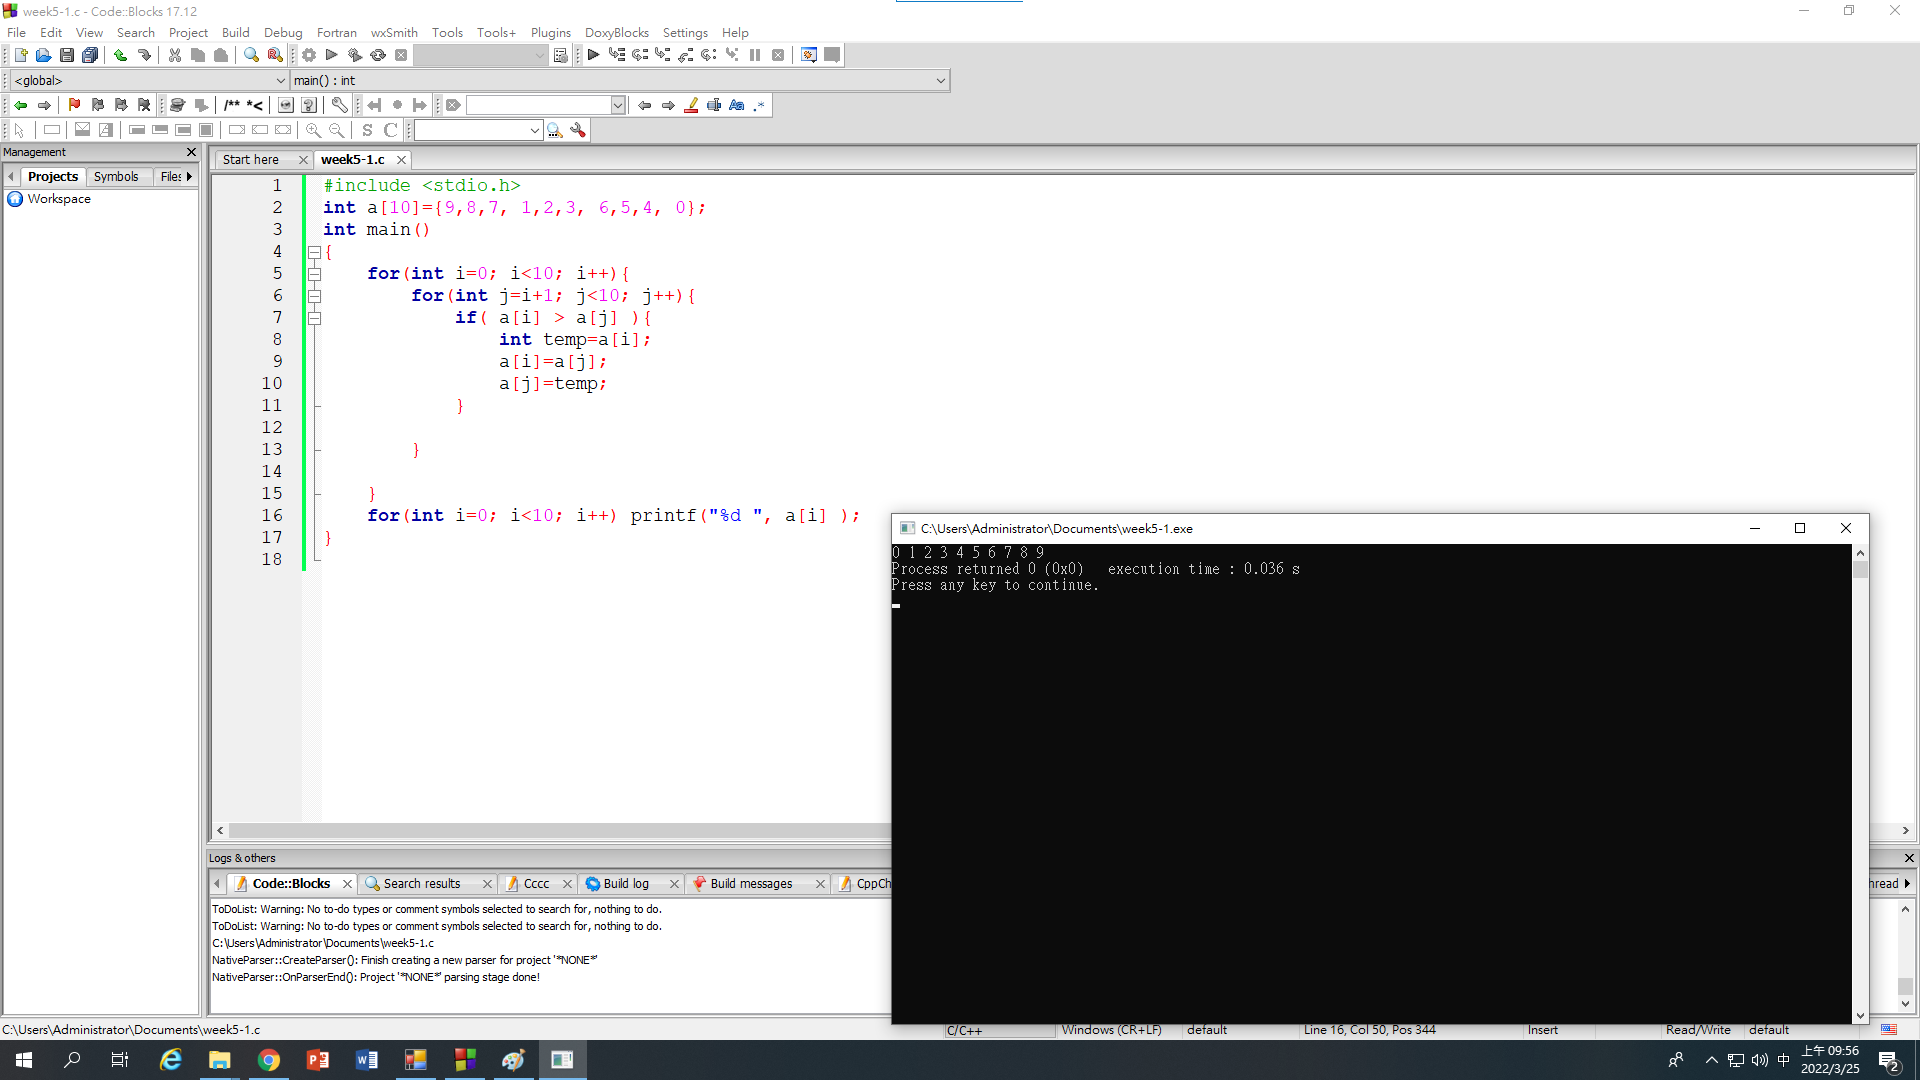 week5-1.c - Code::Blocks 17.12
File Edit View Search Project Build Debug Fortran wxSmith Tools Tools+ Plugins DoxyBlocks Settings Help
<global> main() : int
/** *<
S C
Management
Projects Symbols Files
Workspace
Start here week5-1.c
1 #include <stdio.h>
2 int a[10]={9,8,7, 1,2,3, 6,5,4, 0};
3 int main()
4 {
5 for(int i=0; i<10; i++){
6 for(int j=i+1; j<10; j++){
7 if( a[i] > a[j] ){
8 int temp=a[i];
9 a[i]=a[j];
10 a[j]=temp;
11 }
12
13 }
14
15 }
16 for(int i=0; i<10; i++) printf("%d ", a[i] );
17 }
18
C:\Users\Administrator\Documents\week5-1.exe
0 1 2 3 4 5 6 7 8 9
Process returned 0 (0x0) execution time : 0.036 s
Press any key to continue.
Logs & others
Code::Blocks Search results Cccc Build log Build messages CppCh hread
ToDoList: Warning: No to-do types or comment symbols selected to search for, nothing to do.
ToDoList: Warning: No to-do types or comment symbols selected to search for, nothing to do.
C:\Users\Administrator\Documents\week5-1.c
NativeParser::CreateParser(): Finish creating a new parser for project '*NONE*'
NativeParser::OnParserEnd(): Project '*NONE*' parsing stage done!
C:\Users\Administrator\Documents\week5-1.c C/C++ Windows (CR+LF) default Line 16, Col 50, Pos 344 Insert Read/Write default
中 上午 09:56
2022/3/25
2